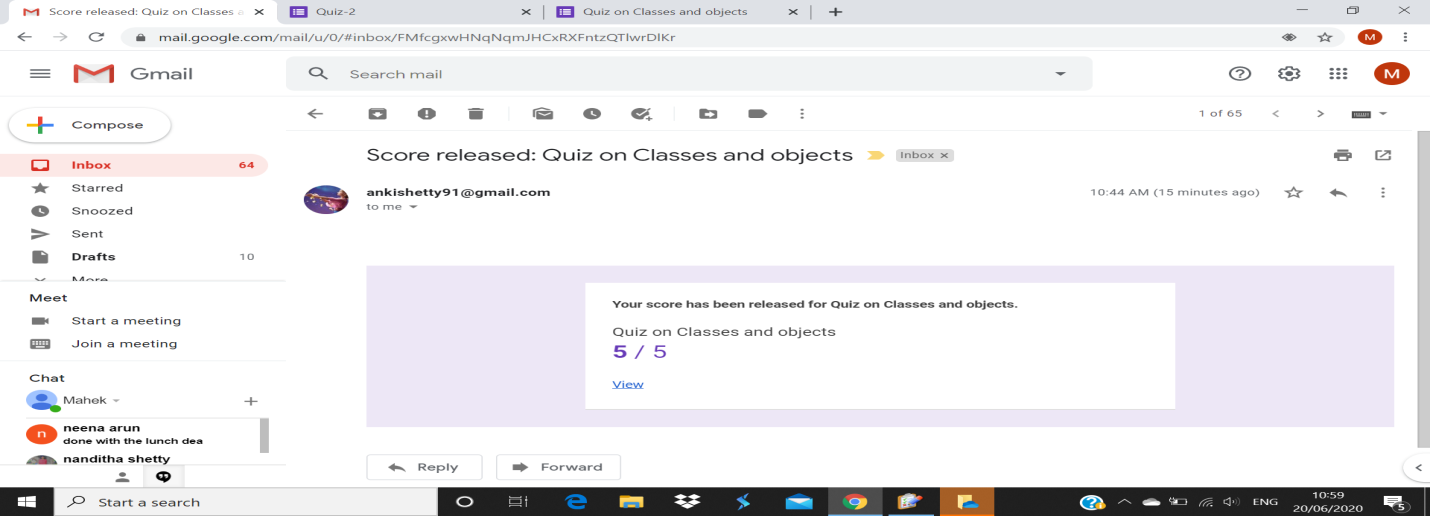 Score released: Quiz on Classes a
Quiz-2
Quiz on Classes and objects
mail.google.com/mail/u/0/#inbox/FMfcgxwHNqNqmJHCxRXFntzQTlwrDlKr
M
Gmail
Search mail
M
Compose
1 of 65
Inbox 64
Starred
Snoozed
Sent
Drafts 10
More
Meet
Start a meeting
Join a meeting
Chat
Mahek
n
neena arun
done with the lunch dea
nanditha shetty
Score released: Quiz on Classes and objects Inbox x
ankishetty91@gmail.com 10:44 AM (15 minutes ago)
to me
Your score has been released for Quiz on Classes and objects.
Quiz on Classes and objects
5 / 5
View
Reply Forward
Start a search
ENG
10:59
20/06/2020
5